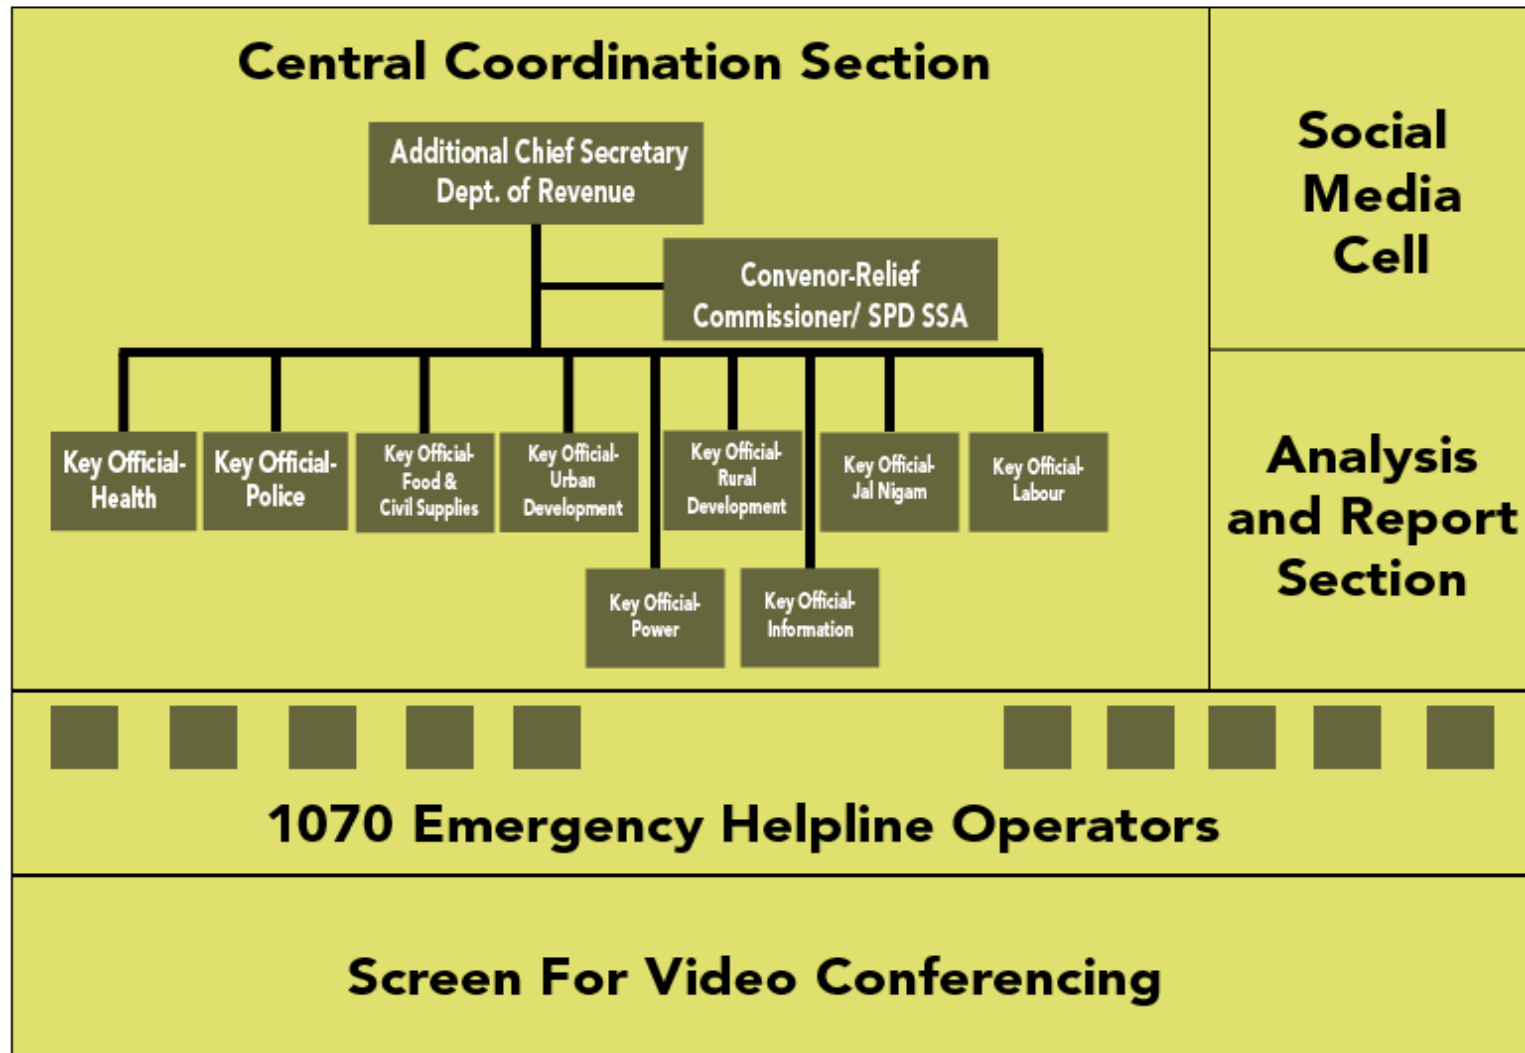 Central Coordination Section
Additional Chief Secretary
Dept. of Revenue
Convenor-Relief
Commissioner/ SPD SSA
Key Official-
Health
Key Official-
Police
Key Official-
Food &
Civil Supplies
Key Official-
Urban
Development
Key Official-
Rural
Development
Key Official-
Jal Nigam
Key Official-
Labour
Key Official-
Power
Key Official-
Information
Social
Media
Cell
Analysis
and Report
Section
1070 Emergency Helpline Operators
Screen For Video Conferencing